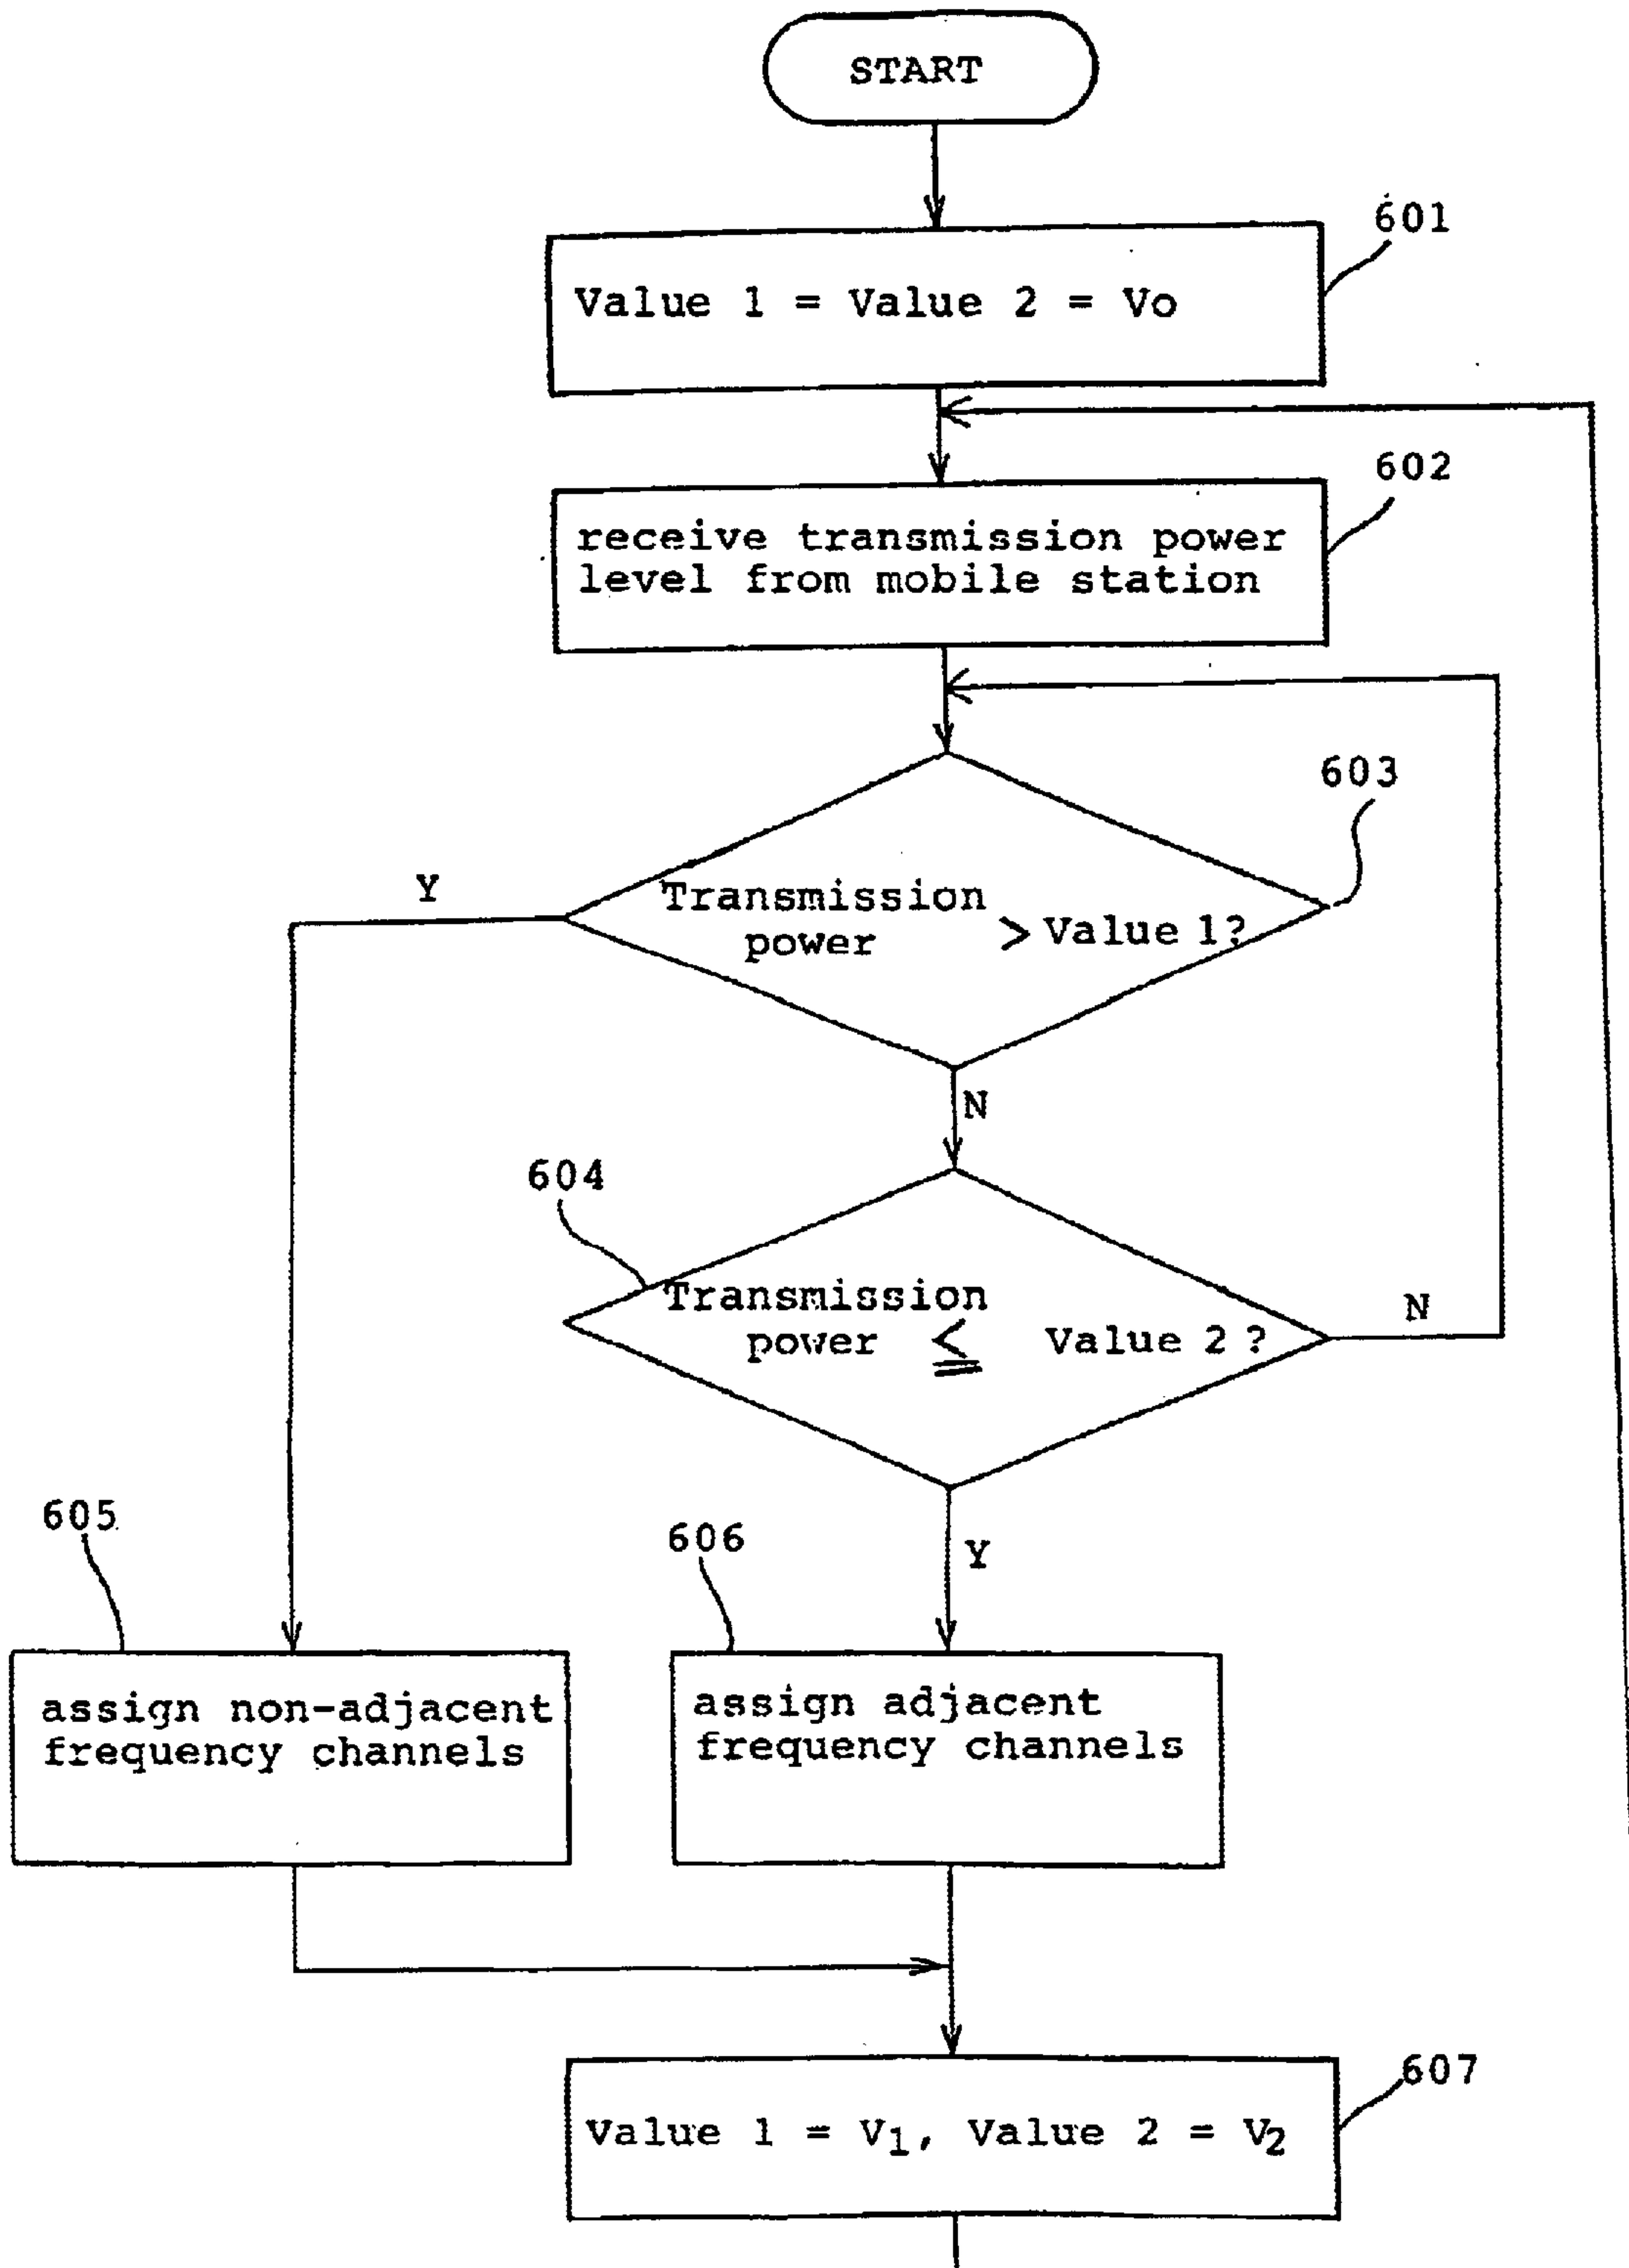 START
601
Value 1 = Value 2 = Vo
602
receive transmission power
level from mobile station
603
Y
Transmission
power > Value 1?
N
604
Transmission
power ≦ Value 2 ?
N
605
606
Y
assign non-adjacent
frequency channels
assign adjacent
frequency channels
607
Value 1 = V1, Value 2 = V2